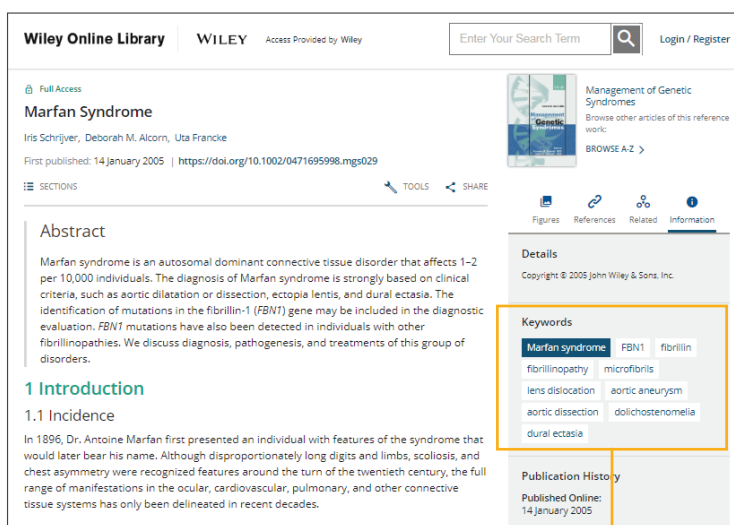 Wiley Online Library
WILEY
Access Provided by Wiley
Enter Your Search Term
Login / Register
Full Access
Marfan Syndrome
Iris Schrijver, Deborah M. Alcorn, Uta Francke
First published: 14 January 2005 | https://doi.org/10.1002/0471695998.mgs029
SECTIONS
TOOLS
SHARE
Abstract
Marfan syndrome is an autosomal dominant connective tissue disorder that affects 1–2
per 10,000 individuals. The diagnosis of Marfan syndrome is strongly based on clinical
criteria, such as aortic dilatation or dissection, ectopia lentis, and dural ectasia. The
identification of mutations in the fibrillin-1 (FBN1) gene may be included in the diagnostic
evaluation. FBN1 mutations have also been detected in individuals with other
fibrillinopathies. We discuss diagnosis, pathogenesis, and treatments of this group of
disorders.
1 Introduction
1.1 Incidence
In 1896, Dr. Antoine Marfan first presented an individual with features of the syndrome that
would later bear his name. Although disproportionately long digits and limbs, scoliosis, and
chest asymmetry were recognized features around the turn of the twentieth century, the full
range of manifestations in the ocular, cardiovascular, pulmonary, and other connective
tissue systems has only been delineated in recent decades.
Management
Genetic
Syndromes
Management of Genetic
Syndromes
Browse other articles of this reference
work:
BROWSE A-Z >
Figures
References
Related
Information
Details
Copyright © 2005 John Wiley & Sons, Inc.
Keywords
Marfan syndrome FBN1 fibrillin
fibrillinopathy microfibrils
lens dislocation aortic aneurysm
aortic dissection dolichostenomelia
dural ectasia
Publication History
Published Online:
14 January 2005